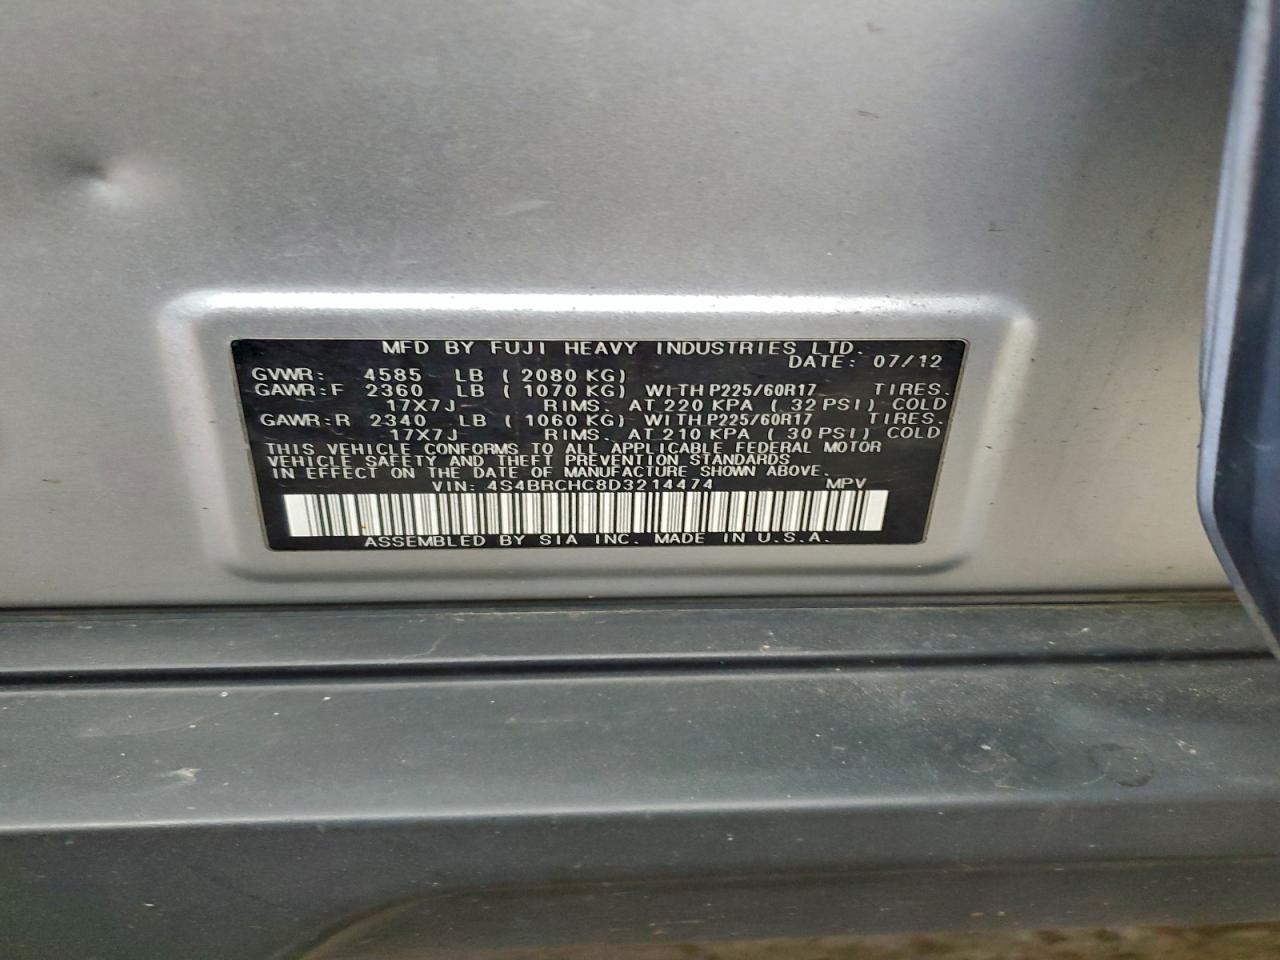 MFD BY FUJI HEAVY INDUSTRIES LTD.
DATE: 07/12
GVWR: 4585 LB ( 2080 KG)
GAWR:F 2360 LB ( 1070 KG) WITH P225/60R17 TIRES.
17X7J RIMS. AT 220 KPA ( 32 PSI) COLD
GAWR:R 2340 LB ( 1060 KG) WITH P225/60R17 TIRES.
17X7J RIMS. AT 210 KPA ( 30 PSI) COLD
THIS VEHICLE CONFORMS TO ALL APPLICABLE FEDERAL MOTOR
VEHICLE SAFETY AND THEFT PREVENTION STANDARDS
IN EFFECT ON THE DATE OF MANUFACTURE SHOWN ABOVE.
VIN: 4S4BRCHC8D3214474 MPV
ASSEMBLED BY SIA INC. MADE IN U.S.A.